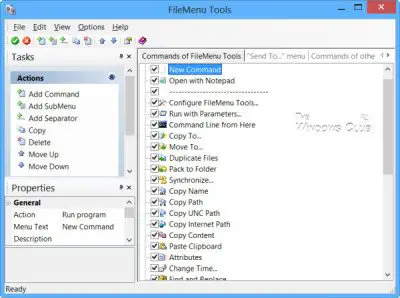 FileMenu Tools
File Edit View Options Help
Tasks
Actions
Add Command
Add SubMenu
Add Separator
Copy
Delete
Move Up
Move Down
Properties
General
Action Run program
Menu Text New Command
Description
Commands of FileMenu Tools "Send To..." menu Commands of othe
New Command
Open with Notepad
--------------------------------
Configure FileMenu Tools...
Run with Parameters...
Command Line from Here
Copy To...
Move To...
Duplicate Files
Pack to Folder
Synchronize...
Copy Name
Copy Path
Copy UNC Path
Copy Internet Path
Copy Content
Paste Clipboard
Attributes
Change Time...
Find and Replace
THE
WINDOWS CLUB
Ready